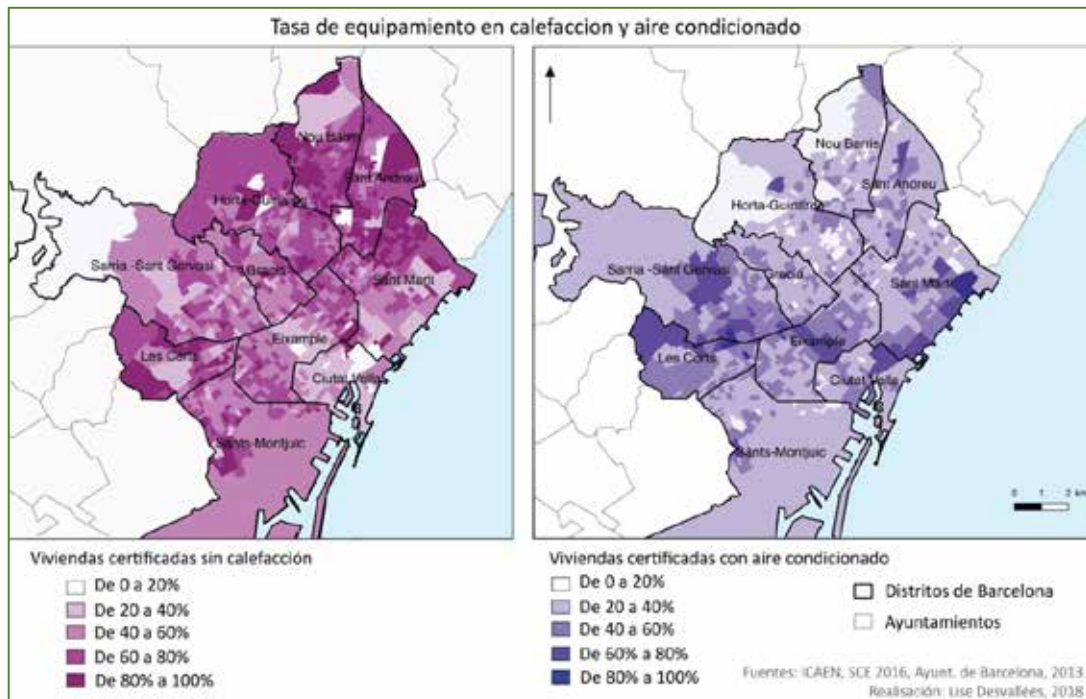 Tasa de equipamiento en calefaccion y aire condicionado
Nou Barris
Sant Andreu
Horta-Guinardo
Sarria -Sant Gervasi
Gracia
Sant Marti
Eixample
Les Corts
Ciutat Vella
Sants-Montjuic
Nou Barris
Sant Andreu
Horta-Guinardo
Sarria -Sant Gervasi
Gracia
Sant Marti
Eixample
Les Corts
Ciutat Vella
Sants-Montjuic
0 1 2 km
Viviendas certificadas sin calefacción
De 0 a 20%
De 20 a 40%
De 40 a 60%
De 60 a 80%
De 80% a 100%
Viviendas certificadas con aire condicionado
De 0 a 20%
De 20 a 40%
De 40 a 60%
De 60% a 80%
De 80% a 100%
Distritos de Barcelona
Ayuntamientos
Fuentes: ICAEN, SCE 2016, Ayunt. de Barcelona, 2013
Realisación: Lise Desvallées, 2018